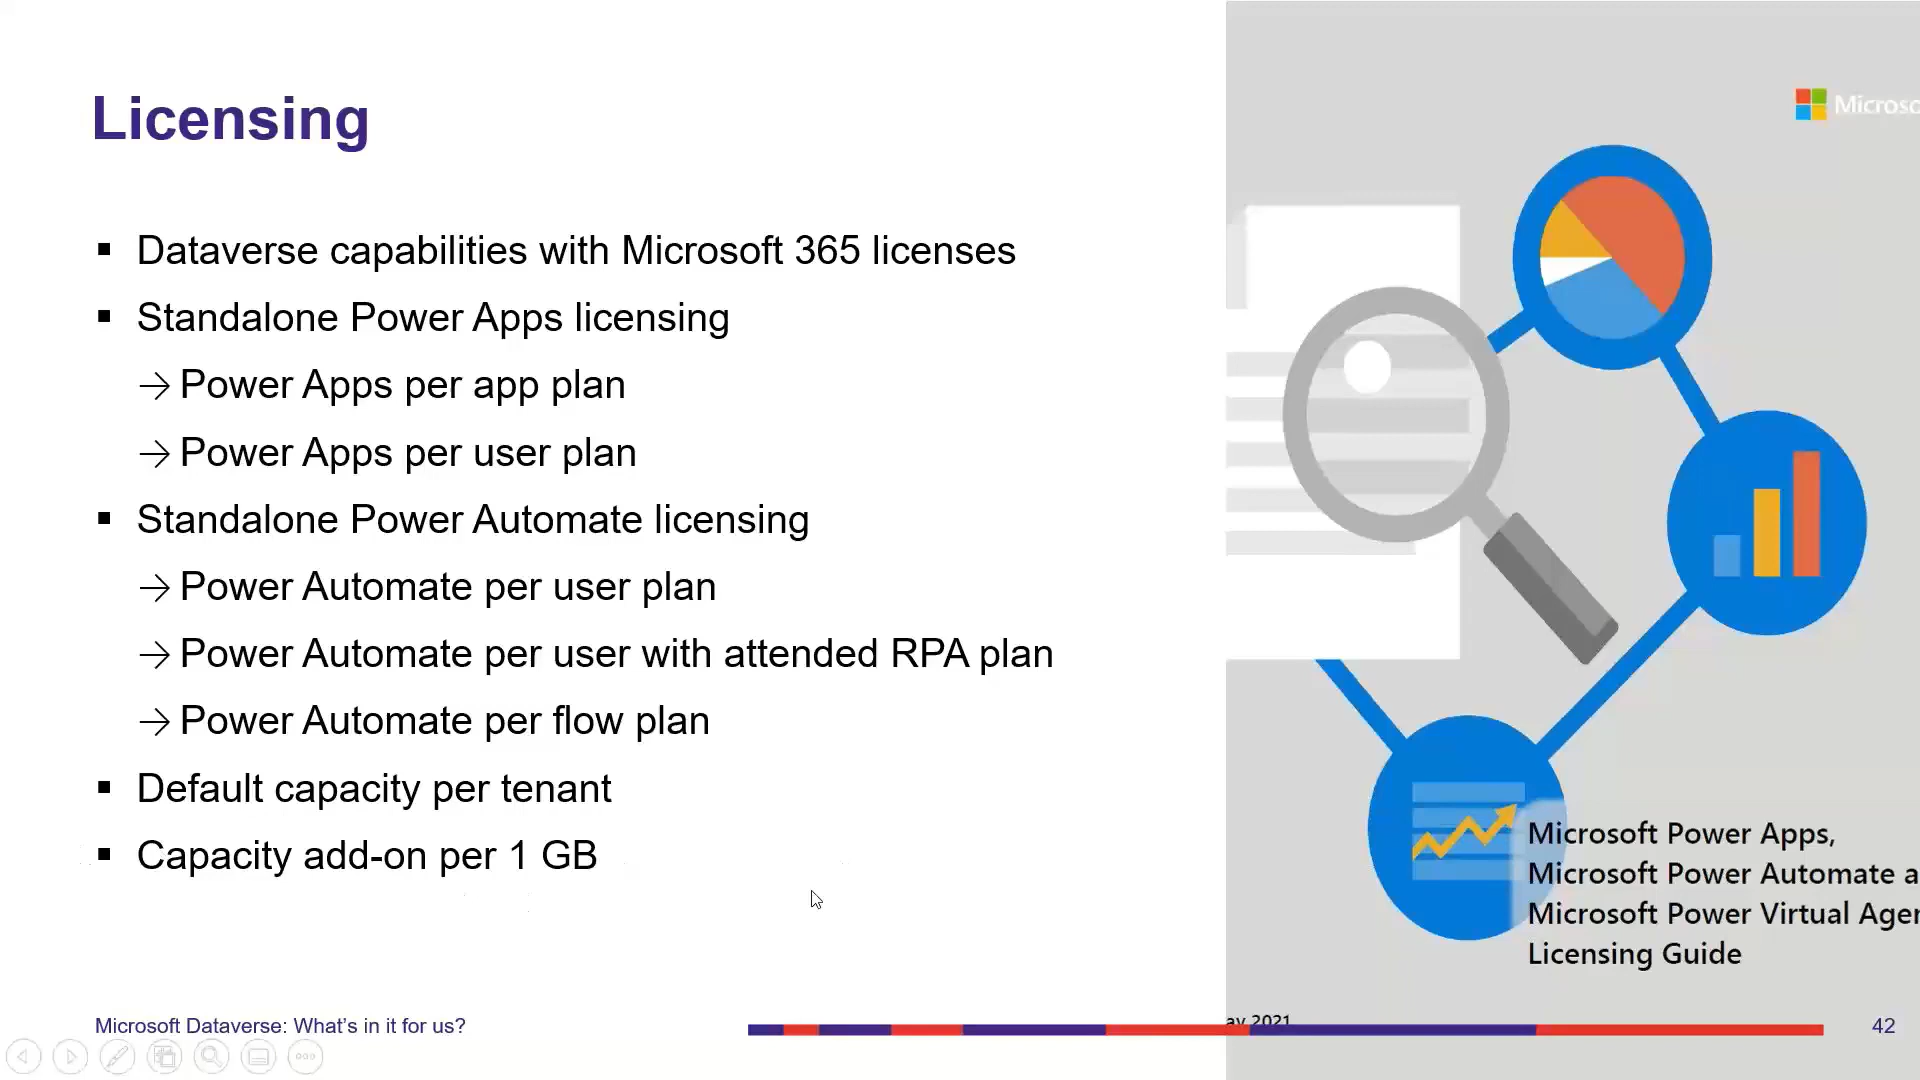 Licensing
Dataverse capabilities with Microsoft 365 licenses
Standalone Power Apps licensing
→ Power Apps per app plan
→ Power Apps per user plan
Standalone Power Automate licensing
→ Power Automate per user plan
→ Power Automate per user with attended RPA plan
→ Power Automate per flow plan
Default capacity per tenant
Capacity add-on per 1 GB
Microsoft Power Apps,
Microsoft Power Automate a
Microsoft Power Virtual Agen
Licensing Guide
2021
Microsoft Dataverse: What’s in it for us?
42